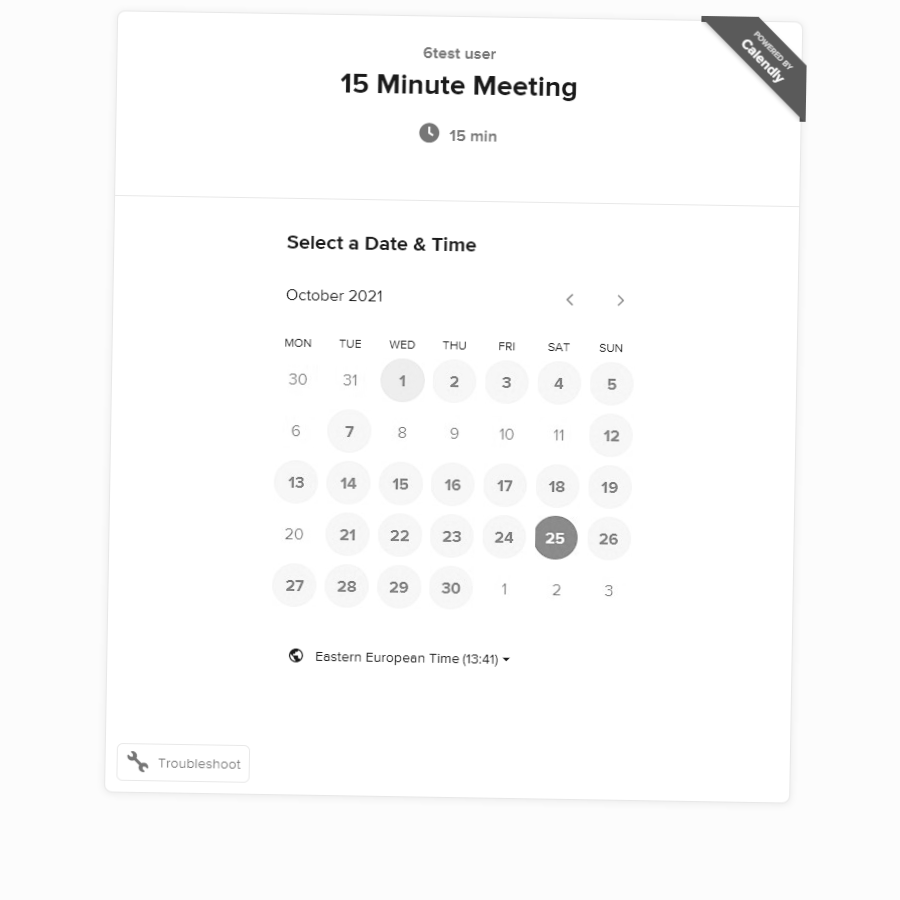 6test user
15 Minute Meeting
15 min
POWERED BY
Calendly
Select a Date & Time
October 2021
MON TUE WED THU FRI SAT SUN
30 31 1 2 3 4 5
6 7 8 9 10 11 12
13 14 15 16 17 18 19
20 21 22 23 24 25 26
27 28 29 30 1 2 3
Eastern European Time (13:41)
Troubleshoot